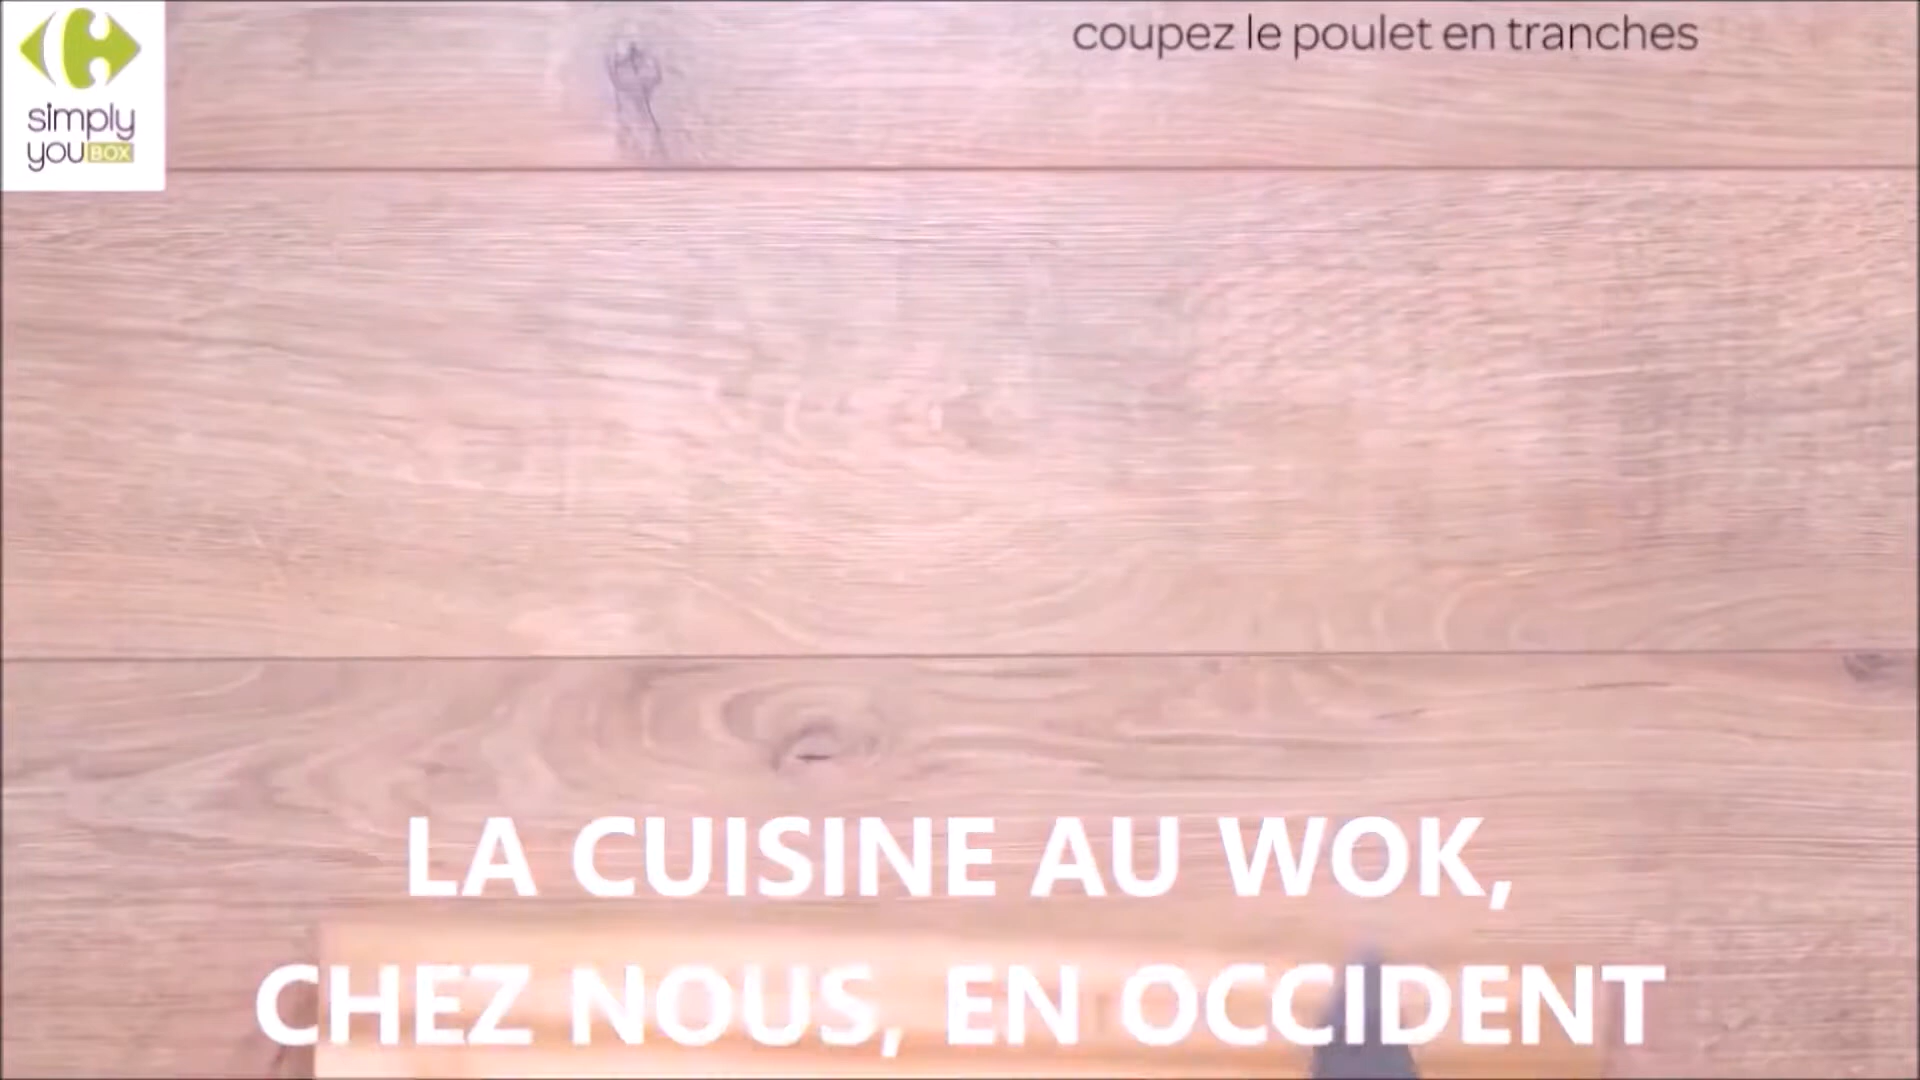 simply
you BOX
coupez le poulet en tranches
LA CUISINE AU WOK,
CHEZ NOUS, EN OCCIDENT